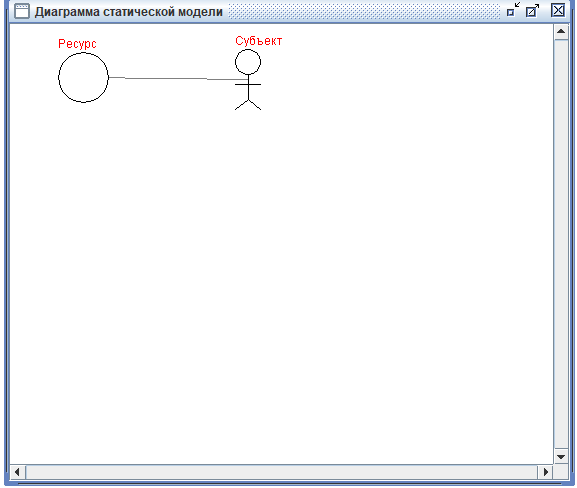 Диаграмма статической модели
Ресурс
Субъект